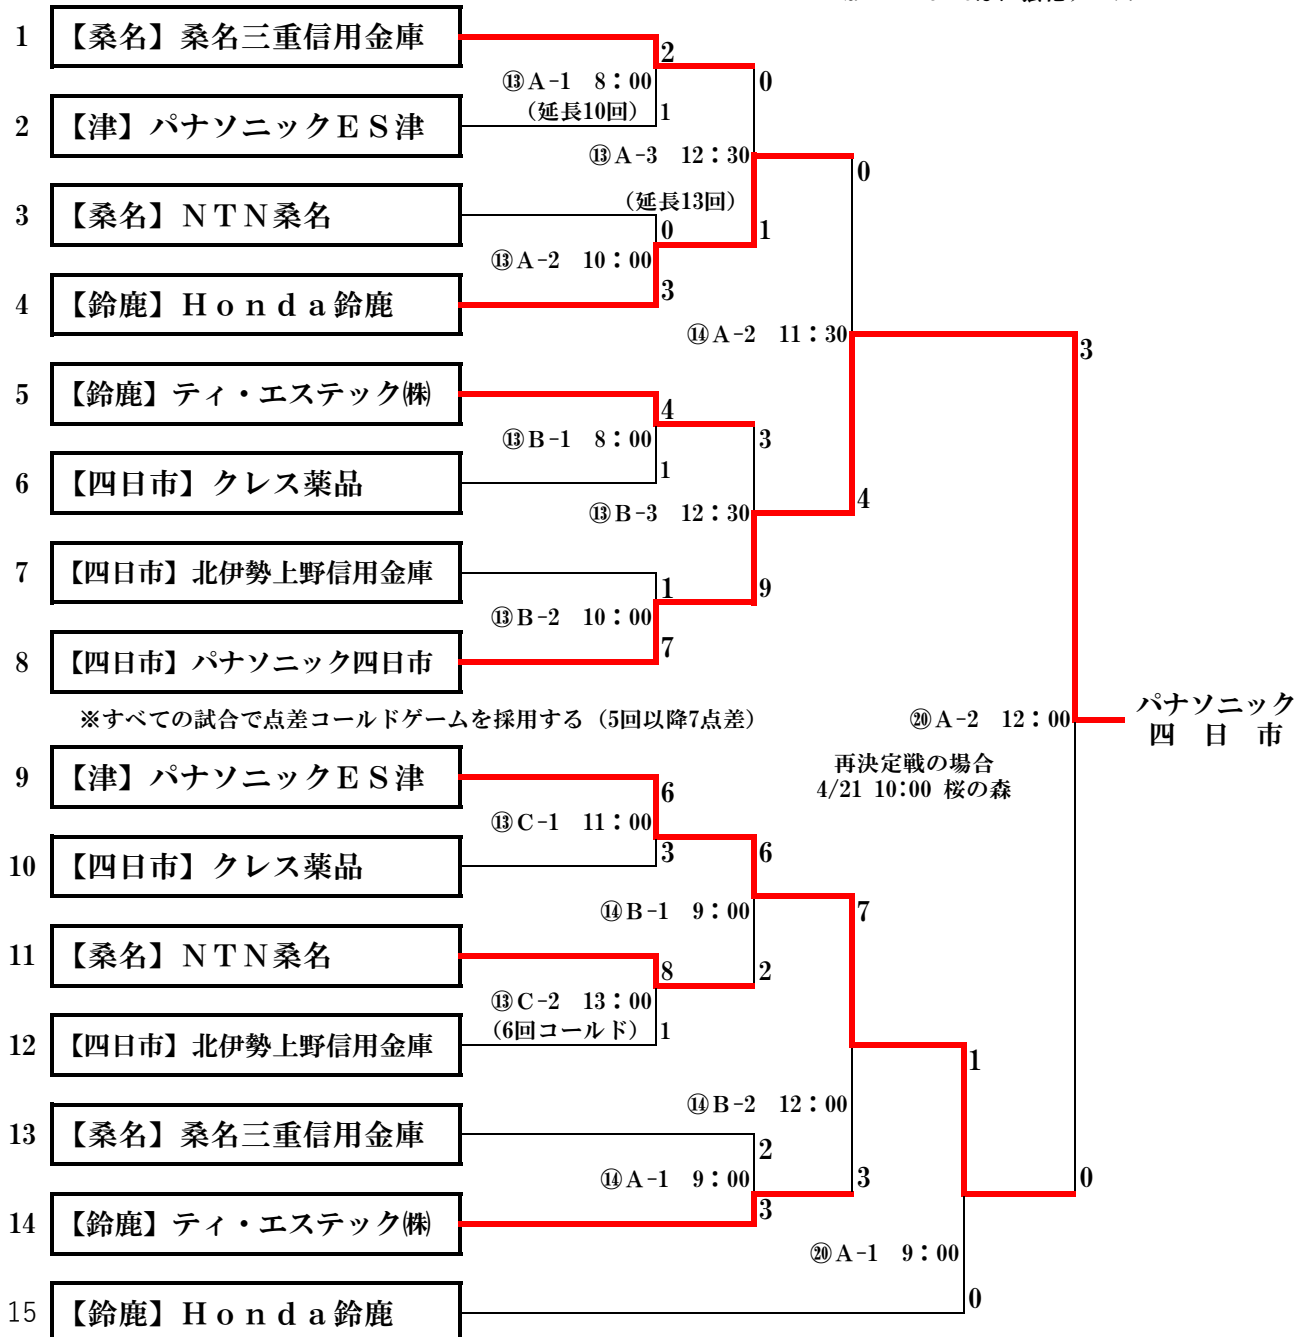 1 【桑名】桑名三重信用金庫
2
⑬A-1 8：00
0
（延長10回） 1
2 【津】パナソニックＥＳ津
⑬A-3 12：30
0
（延長13回）
3 【桑名】ＮＴＮ桑名
0
1
⑬A-2 10：00
3
4 【鈴鹿】Ｈｏｎｄａ鈴鹿
⑭A-2 11：30
3
5 【鈴鹿】ティ・エステック㈱
4
⑬B-1 8：00
3
1
6 【四日市】クレス薬品
4
⑬B-3 12：30
7 【四日市】北伊勢上野信用金庫
1
9
⑬B-2 10：00
7
8 【四日市】パナソニック四日市
※すべての試合で点差コールドゲームを採用する（5回以降7点差）
⑳A-2 12：00
パナソニック
四 日 市
再決定戦の場合
4/21 10:00 桜の森
9 【津】パナソニックＥＳ津
6
⑬C-1 11：00
3
6
10 【四日市】クレス薬品
⑭B-1 9：00
7
11 【桑名】ＮＴＮ桑名
8
2
⑬C-2 13：00
（6回コールド） 1
12 【四日市】北伊勢上野信用金庫
1
⑭B-2 12：00
13 【桑名】桑名三重信用金庫
2
⑭A-1 9：00
3
0
3
14 【鈴鹿】ティ・エステック㈱
⑳A-1 9：00
0
15 【鈴鹿】Ｈｏｎｄａ鈴鹿